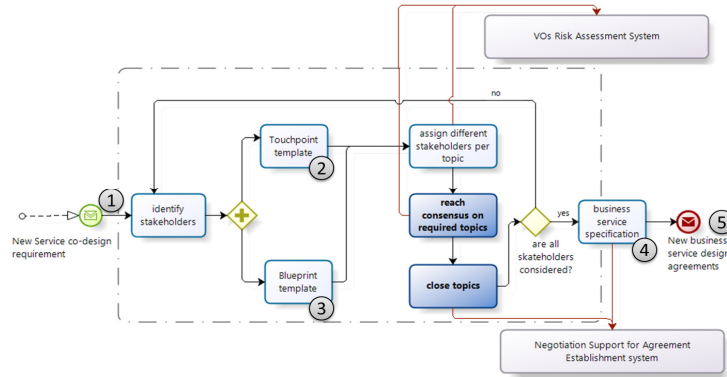 VOs Risk Assessment System
no
Touchpoint
template
2
assign different
stakeholders per
topic
1
identify
stakeholders
reach
consensus on
required topics
yes
business
service
specification
5
New Service co-design
requirement
are all
skateholders
considered?
4
New business
service design
agreements
Blueprint
template
3
close topics
Negotiation Support for Agreement
Establishment system